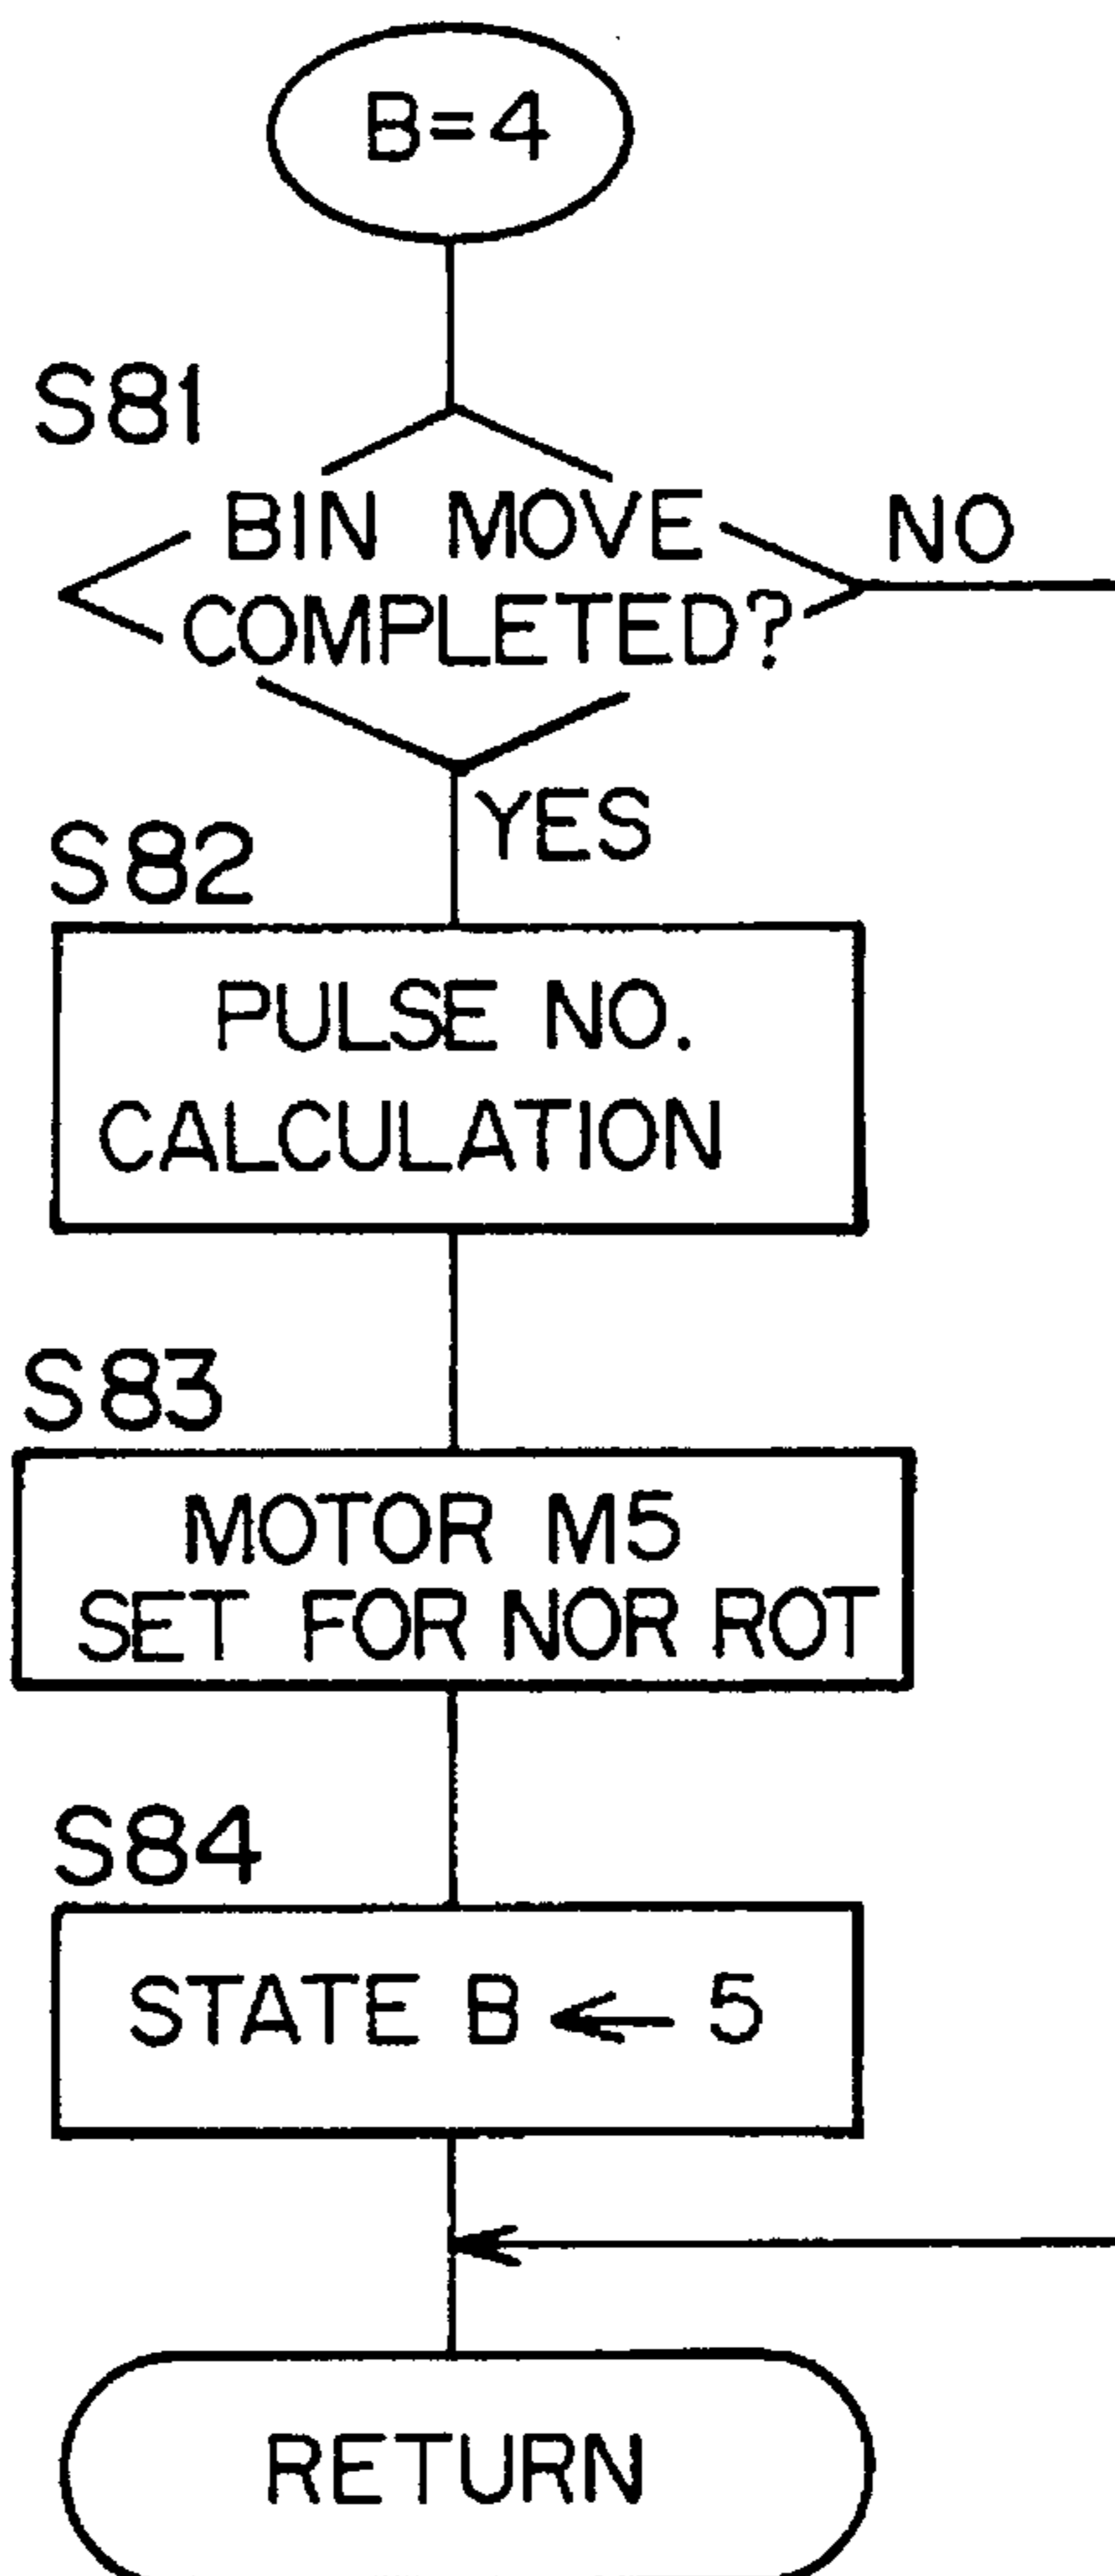 B=4
S81
BIN MOVE
COMPLETED?
NO
YES
S82
PULSE NO.
CALCULATION
S83
MOTOR M5
SET FOR NOR ROT
S84
STATE B ← 5
RETURN